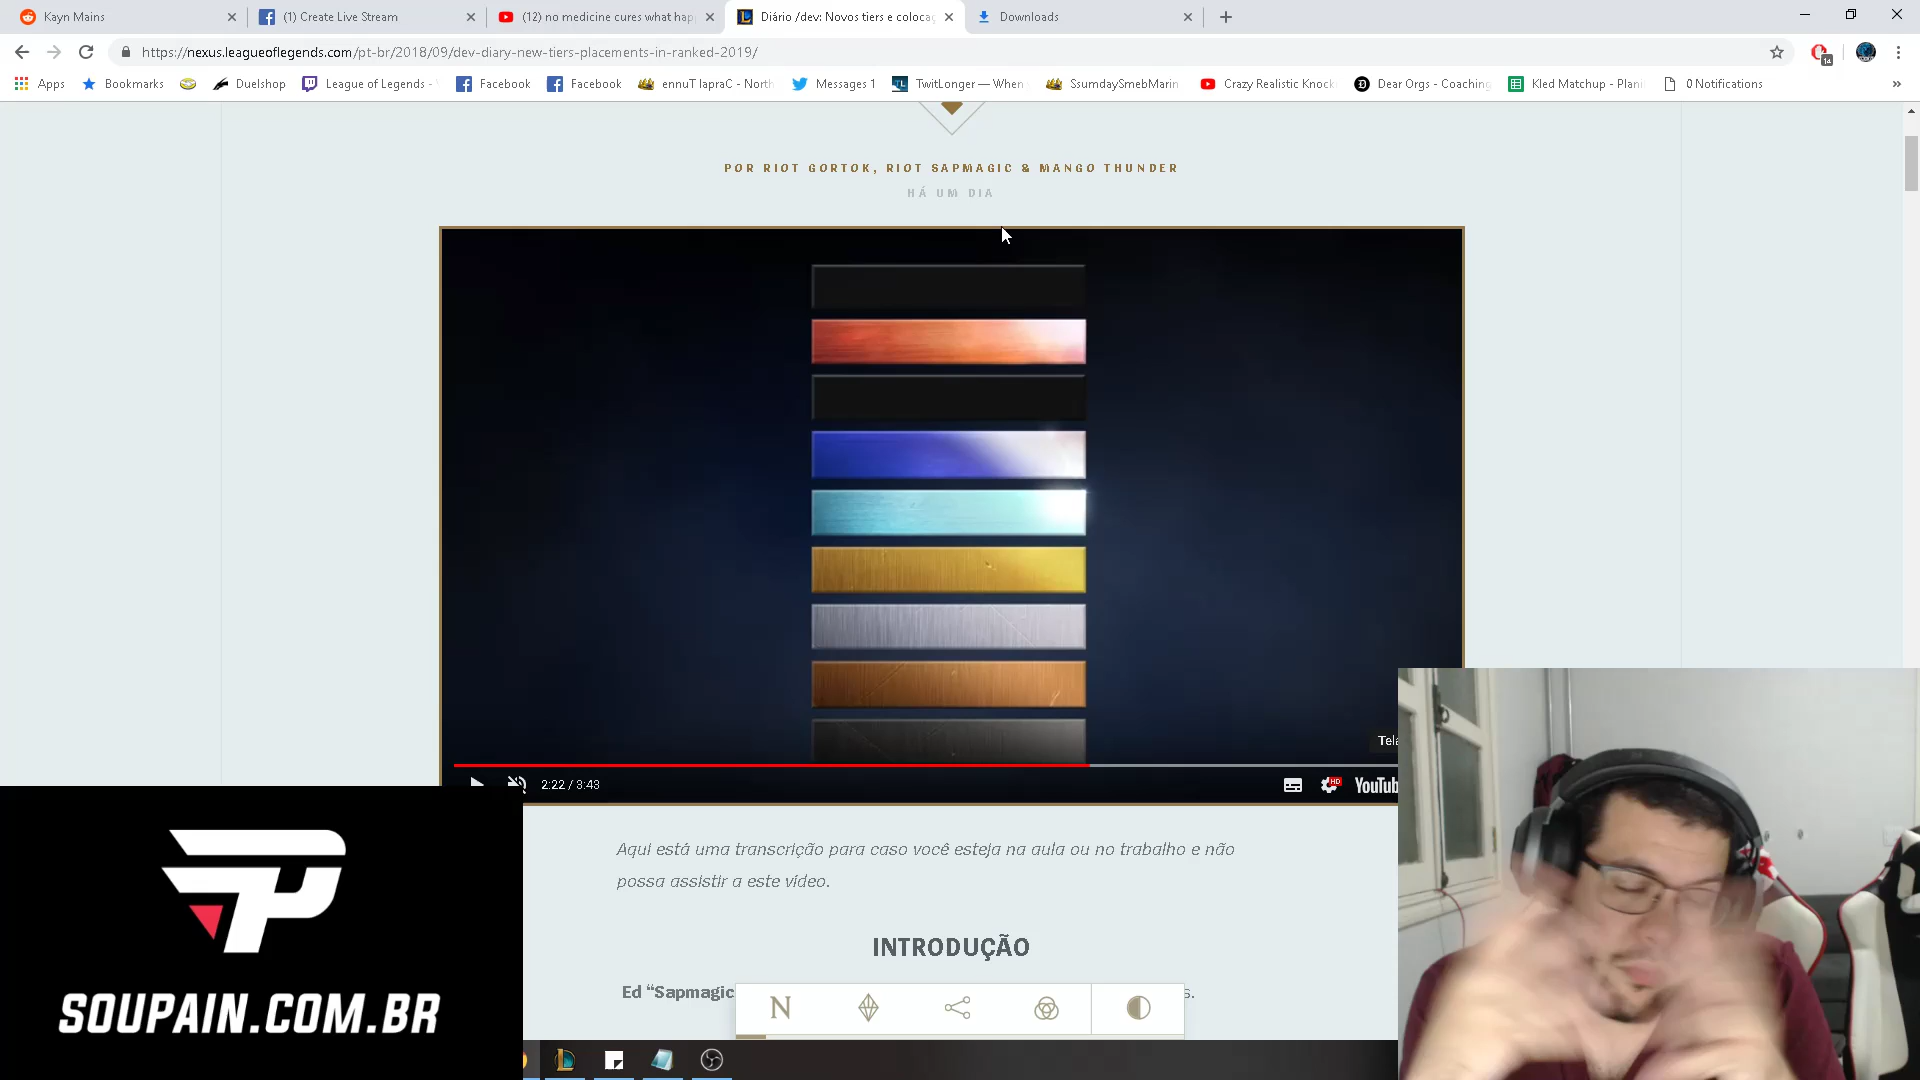 Kayn Mains
(1) Create Live Stream
(12) no medicine cures what hap
Diário /dev: Novos tiers e coloca
Downloads
https://nexus.leagueoflegends.com/pt-br/2018/09/dev-diary-new-tiers-placements-in-ranked-2019/
14
Apps
Bookmarks
Duelshop
League of Legends -
Facebook
Facebook
ennuT lapraC - North
Messages 1
TwitLonger — When
SsumdaySmebMarin
Crazy Realistic Knock
Dear Orgs - Coaching
Kled Matchup - Plani
0 Notifications
POR RIOT GORTOK, RIOT SAPMAGIC & MANGO THUNDER
HÁ UM DIA
Tela
2:22 / 3:43
HD
YouTub
Aqui está uma transcrição para caso você esteja na aula ou no trabalho e não
possa assistir a este vídeo.
INTRODUÇÃO
Ed “Sapmagic
s.
N
SOUPAIN.COM.BR